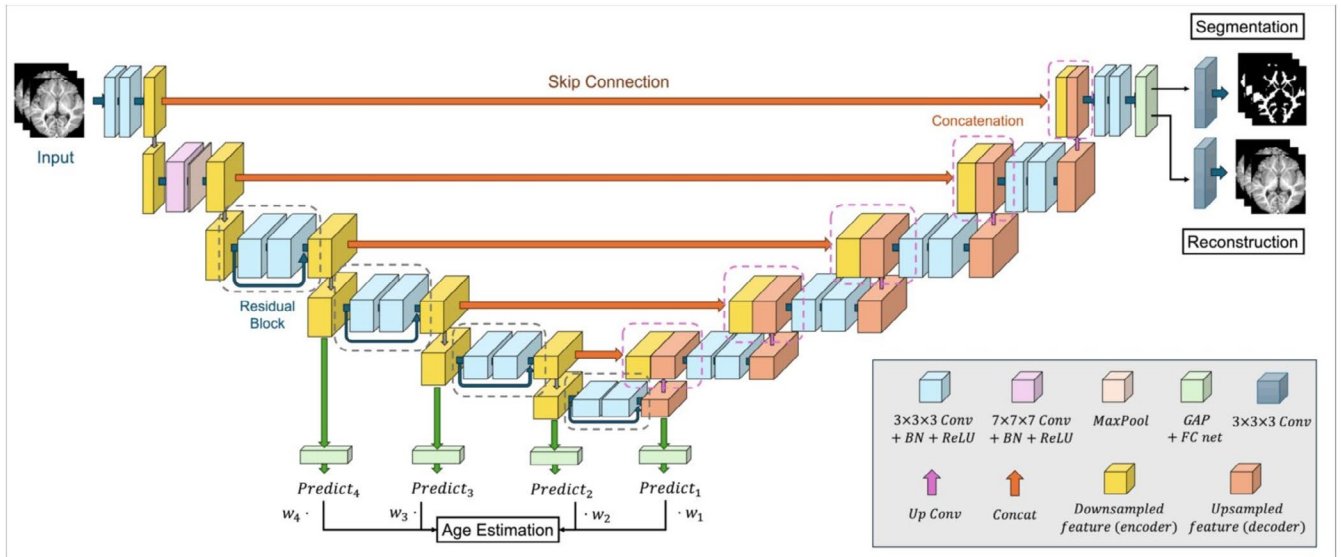 Segmentation
Skip Connection
Concatenation
Input
Reconstruction
Residual
Block
3×3×3 Conv
+ BN + ReLU
7×7×7 Conv
+ BN + ReLU
MaxPool
GAP
+ FC net
3×3×3 Conv
Up Conv
Concat
Downsampled
feature (encoder)
Upsampled
feature (decoder)
Predict₄
Predict₃
Predict₂
Predict₁
w₄ ·
w₃ ·
· w₂
· w₁
Age Estimation